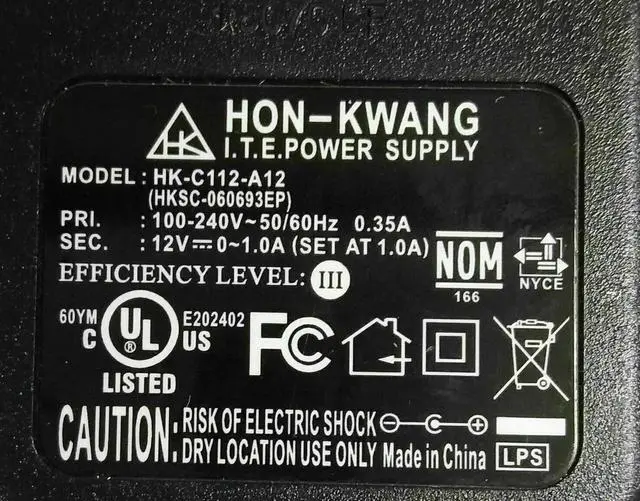 HON-KWANG
HK
I.T.E.POWER SUPPLY
MODEL : HK-C112-A12
(HKSC-060693EP)
PRI. : 100-240V~50/60Hz 0.35A
SEC. : 12V⎓0~1.0A (SET AT 1.0A)
EFFICIENCY LEVEL: III
NOM
166
NYCE
60YM
C UL ® US
E202402
LISTED
FC
CAUTION: RISK OF ELECTRIC SHOCK
DRY LOCATION USE ONLY Made in China
LPS